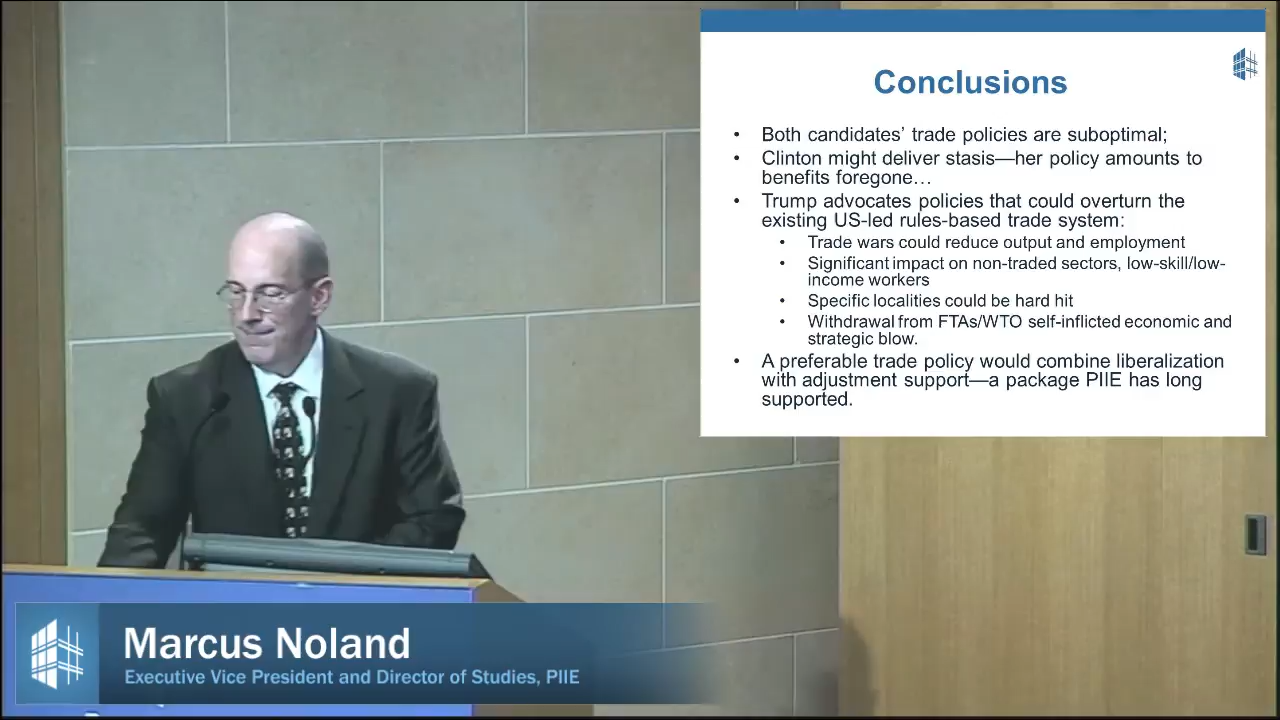 Conclusions
• Both candidates’ trade policies are suboptimal;
• Clinton might deliver stasis—her policy amounts to
benefits foregone…
• Trump advocates policies that could overturn the
existing US-led rules-based trade system:
• Trade wars could reduce output and employment
• Significant impact on non-traded sectors, low-skill/low-
income workers
• Specific localities could be hard hit
• Withdrawal from FTAs/WTO self-inflicted economic and
strategic blow.
• A preferable trade policy would combine liberalization
with adjustment support—a package PIIE has long
supported.
Marcus Noland
Executive Vice President and Director of Studies, PIIE